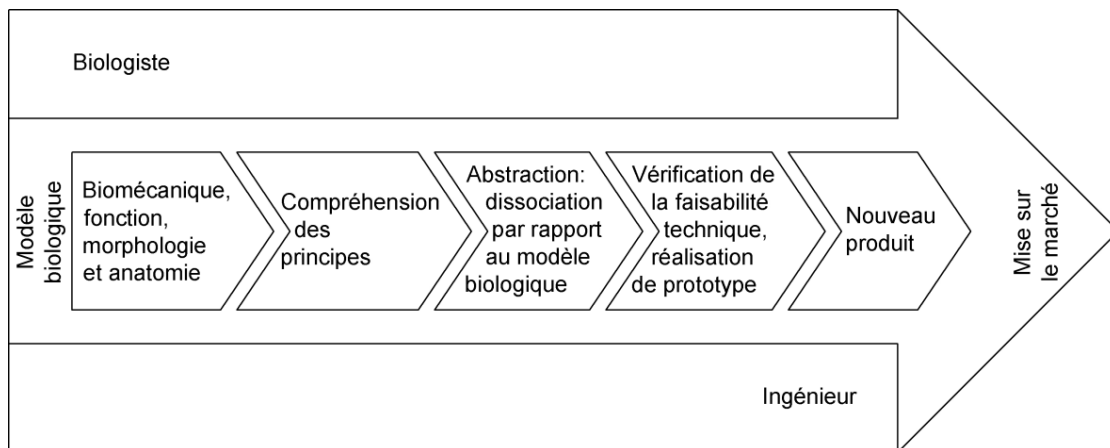 Biologiste
Modèle
biologique
Biomécanique,
fonction,
morphologie
et anatomie
Compréhension
des
principes
Abstraction:
dissociation
par rapport
au modèle
biologique
Vérification de
la faisabilité
technique,
réalisation
de prototype
Nouveau
produit
Mise sur
le marché
Ingénieur